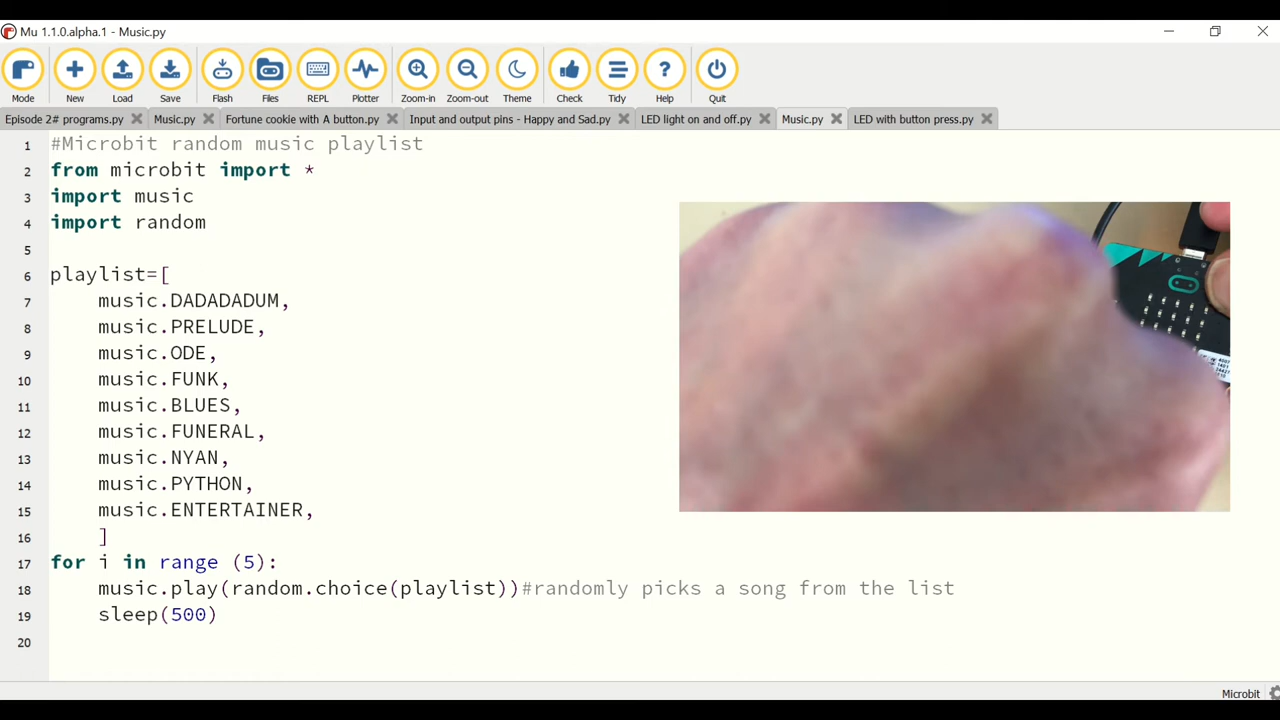 Mu 1.1.0.alpha.1 - Music.py
Mode New Load Save Flash Files REPL Plotter Zoom-in Zoom-out Theme Check Tidy Help Quit
Episode 2# programs.py Music.py Fortune cookie with A button.py Input and output pins - Happy and Sad.py LED light on and off.py Music.py LED with button press.py
1 #Microbit random music playlist
2 from microbit import *
3 import music
4 import random
5
6 playlist=[
7 music.DADADADUM,
8 music.PRELUDE,
9 music.ODE,
10 music.FUNK,
11 music.BLUES,
12 music.FUNERAL,
13 music.NYAN,
14 music.PYTHON,
15 music.ENTERTAINER,
16 ]
17 for i in range (5):
18 music.play(random.choice(playlist))#randomly picks a song from the list
19 sleep(500)
20
Microbit